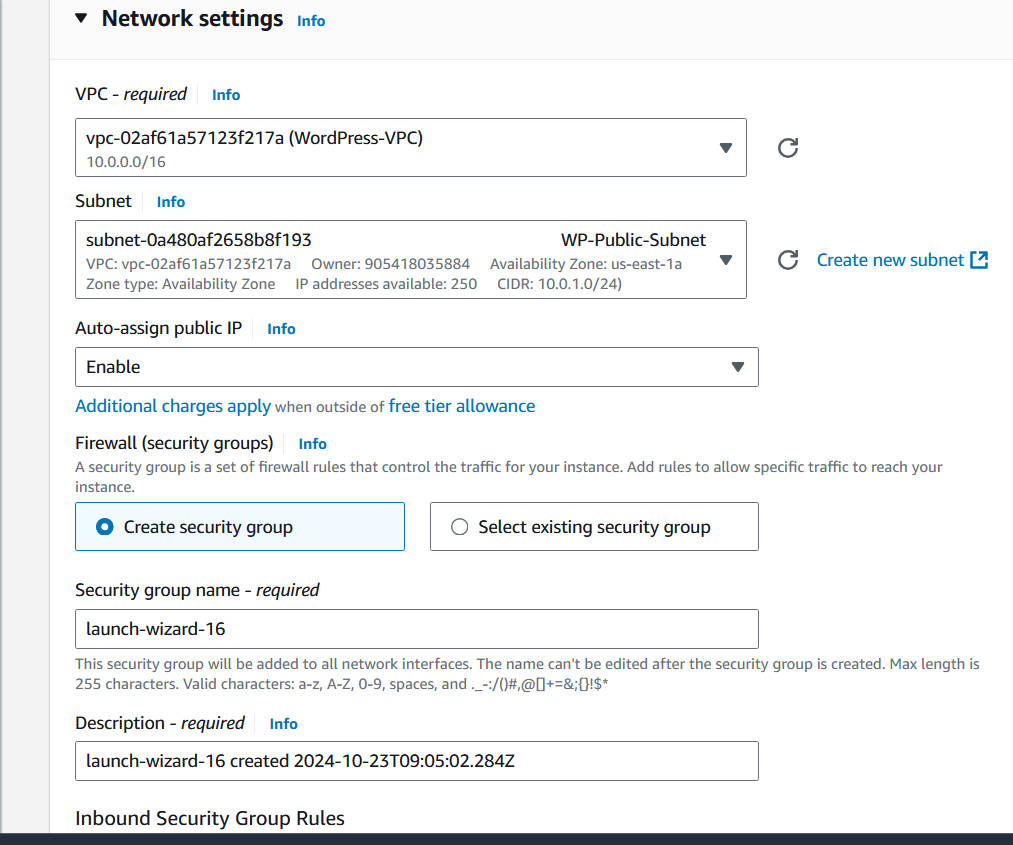 Network settings Info
VPC - required Info
vpc-02af61a57123f217a (WordPress-VPC)
10.0.0.0/16
Subnet Info
subnet-0a480af2658b8f193 WP-Public-Subnet
VPC: vpc-02af61a57123f217a Owner: 905418035884 Availability Zone: us-east-1a
Zone type: Availability Zone IP addresses available: 250 CIDR: 10.0.1.0/24)
Create new subnet
Auto-assign public IP Info
Enable
Additional charges apply when outside of free tier allowance
Firewall (security groups) Info
A security group is a set of firewall rules that control the traffic for your instance. Add rules to allow specific traffic to reach your
instance.
Create security group
Select existing security group
Security group name - required
launch-wizard-16
This security group will be added to all network interfaces. The name can't be edited after the security group is created. Max length is
255 characters. Valid characters: a-z, A-Z, 0-9, spaces, and ._-:/()#,@[]+=&;{}!$*
Description - required Info
launch-wizard-16 created 2024-10-23T09:05:02.284Z
Inbound Security Group Rules